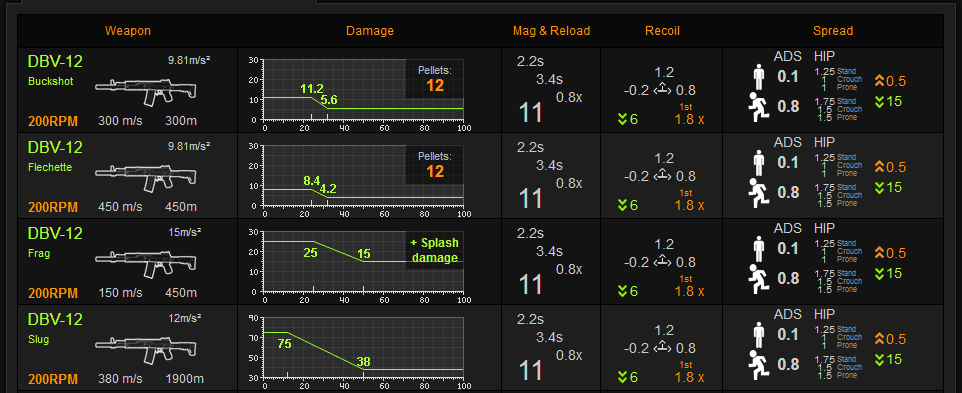 Weapon Damage Mag & Reload Recoil Spread
DBV-12 9.81m/s²
Buckshot
200RPM 300 m/s 300m
30
20
10
0
0 20 40 60 80 100
11.2
5.6
Pellets:
12
2.2s
3.4s
0.8x
11
1.2
-0.2 0.8
1st
6 1.8 x
ADS HIP
0.1 1.25 Stand
1 Crouch
1 Prone
0.8 1.75 Stand
1.5 Crouch
1.5 Prone
0.5
15
DBV-12 9.81m/s²
Flechette
200RPM 450 m/s 450m
30
20
10
0
0 20 40 60 80 100
8.4
4.2
Pellets:
12
2.2s
3.4s
0.8x
11
1.2
-0.2 0.8
1st
6 1.8 x
ADS HIP
0.1 1.25 Stand
1 Crouch
1 Prone
0.8 1.75 Stand
1.5 Crouch
1.5 Prone
0.5
15
DBV-12 15m/s²
Frag
200RPM 150 m/s 450m
30
20
10
0
0 20 40 60 80 100
25 15
+ Splash
damage
2.2s
3.4s
0.8x
11
1.2
-0.2 0.8
1st
6 1.8 x
ADS HIP
0.1 1.25 Stand
1 Crouch
1 Prone
0.8 1.75 Stand
1.5 Crouch
1.5 Prone
0.5
15
DBV-12 12m/s²
Slug
200RPM 380 m/s 1900m
90
70
50
30
0 20 40 60 80 100
75
38
2.2s
3.4s
0.8x
11
1.2
-0.2 0.8
1st
6 1.8 x
ADS HIP
0.1 1.25 Stand
1 Crouch
1 Prone
0.8 1.75 Stand
1.5 Crouch
1.5 Prone
0.5
15